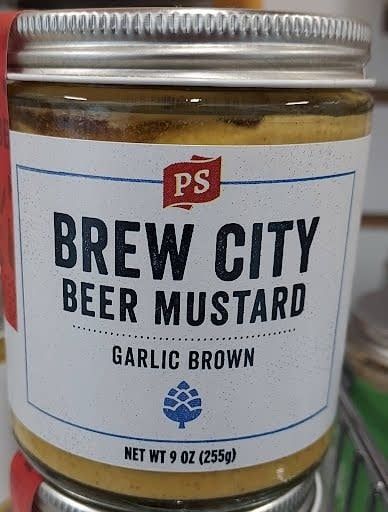 PS
BREW CITY
BEER MUSTARD
GARLIC BROWN
NET WT 9 OZ (255g)